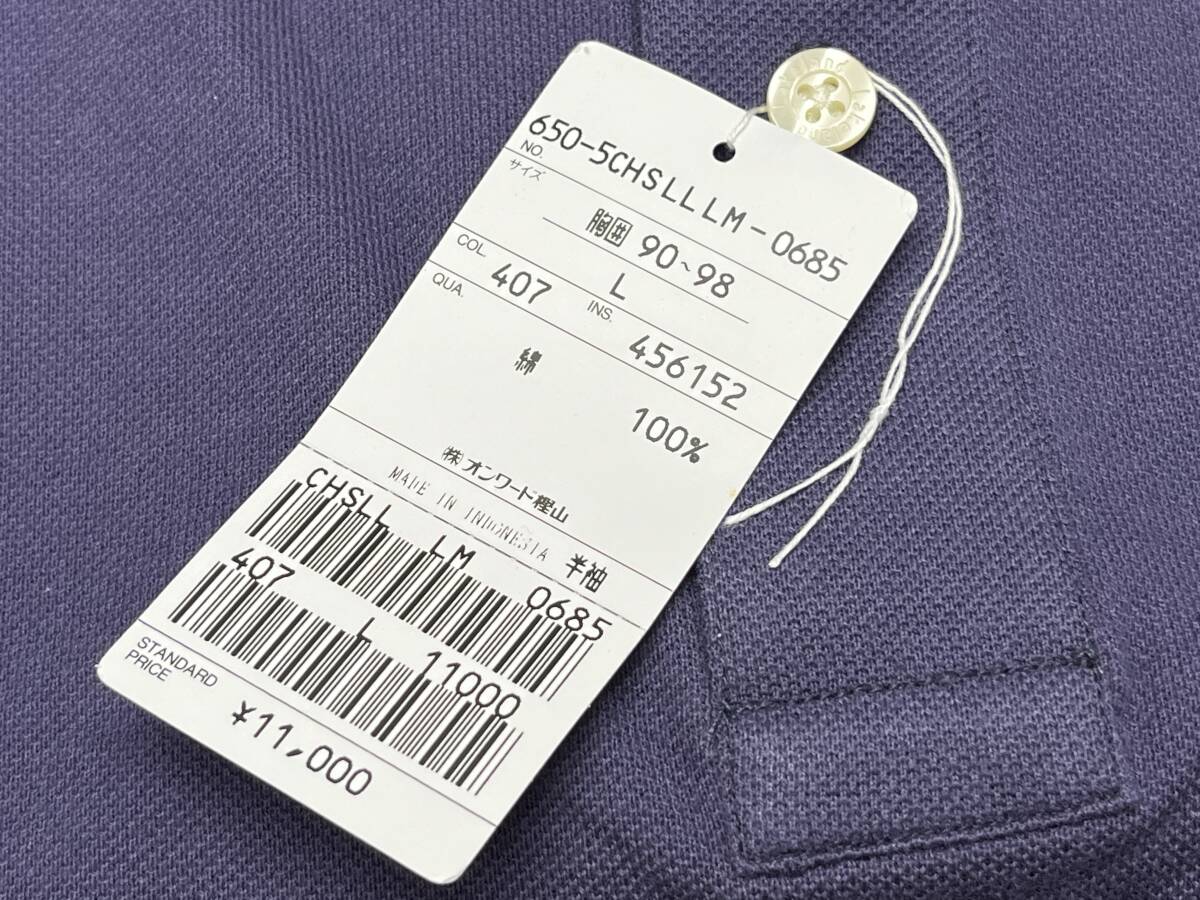 650-5CHSLLLM-0685
NO.
サイズ
胸囲 90~98
L
COL. 407 INS. 456152
QUA.
綿 100%
㈱オンワード樫山
MADE IN INDONESIA 半袖
CHSLL LM 0685
407 L 11000
STANDARD PRICE
¥11,000
Lakeland